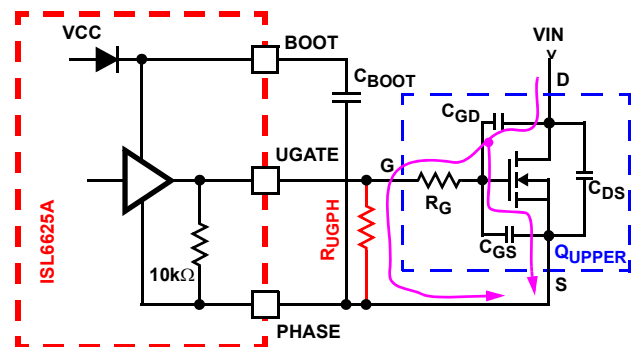 VCC
BOOT
CBOOT
VIN
D
CGD
UGATE
G
RG
CDS
RUGPH
ISL6625A
10kΩ
CGS
QUPPER
S
PHASE